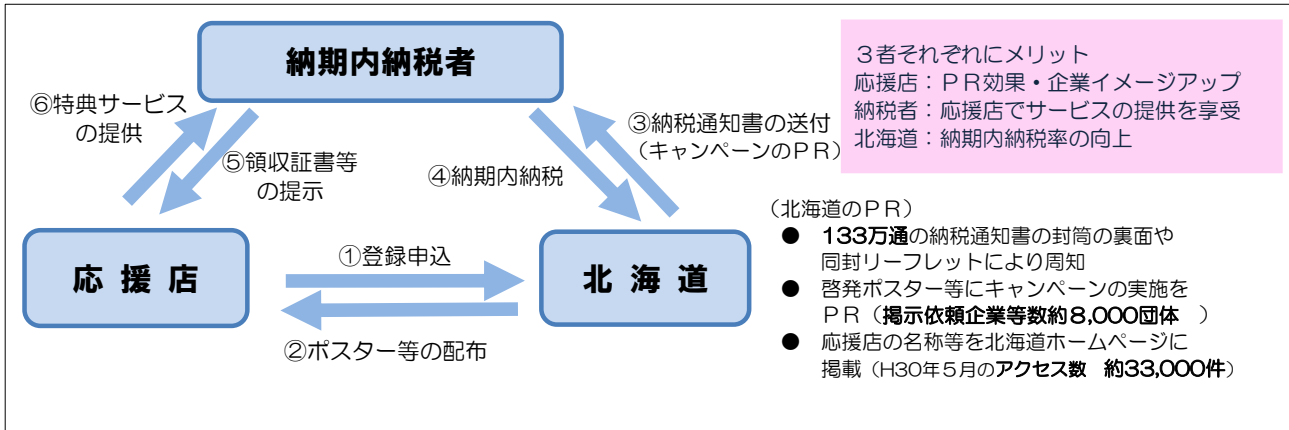 納期内納税者
３者それぞれにメリット
応援店：ＰＲ効果・企業イメージアップ
納税者：応援店でサービスの提供を享受
北海道：納期内納税率の向上
⑥特典サービス
の提供
⑤領収証書等
の提示
③納税通知書の送付
（キャンペーンのＰＲ）
④納期内納税
応援店
①登録申込
北海道
②ポスター等の配布
（北海道のＰＲ）
● 133万通の納税通知書の封筒の裏面や
同封リーフレットにより周知
● 啓発ポスター等にキャンペーンの実施を
ＰＲ（掲示依頼企業等数約８,000団体　）
● 応援店の名称等を北海道ホームページに
掲載（H30年５月のアクセス数　約33,000件）